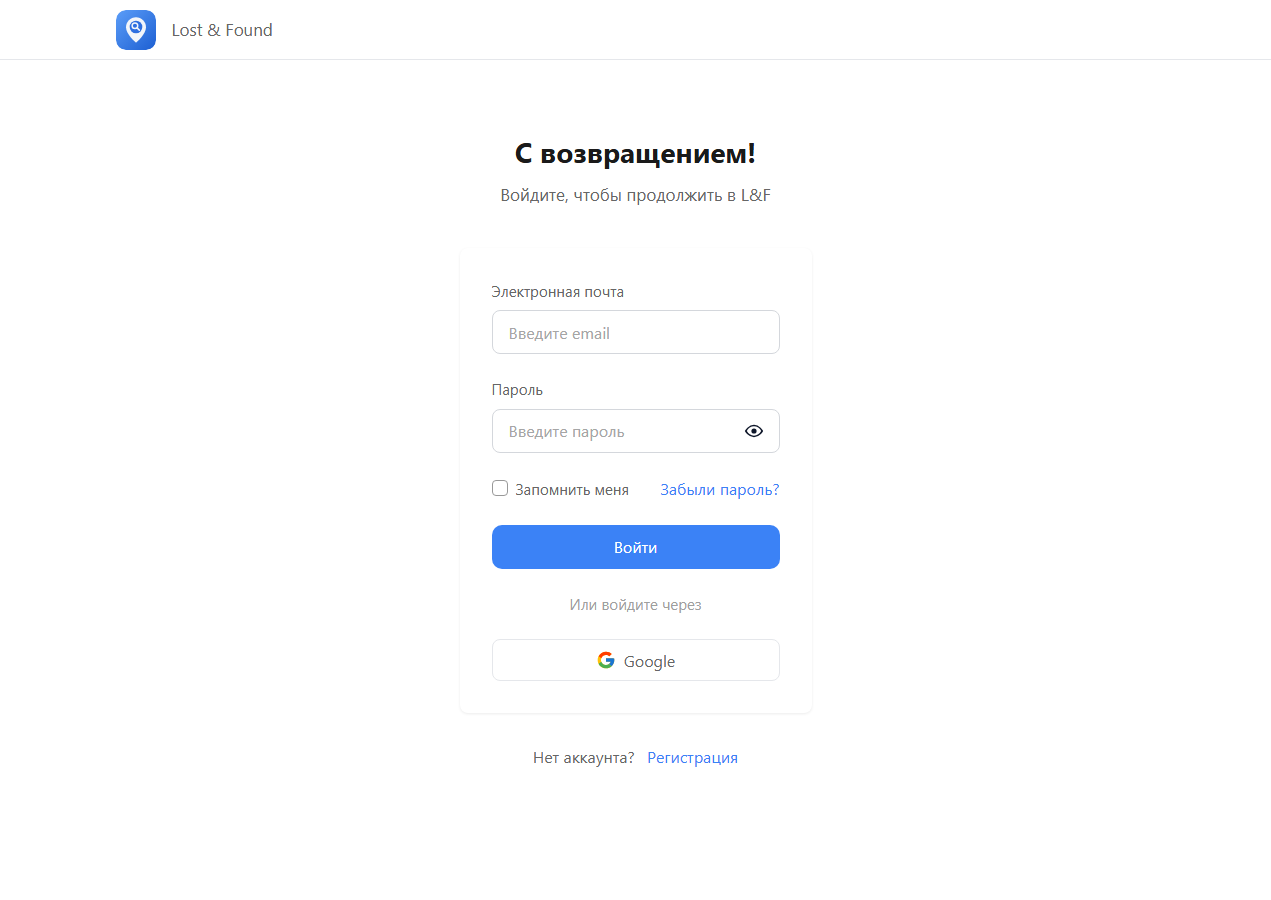 Lost & Found
С возвращением!
Войдите, чтобы продолжить в L&F
Электронная почта
Введите email
Пароль
Введите пароль
Запомнить меня Забыли пароль?
Войти
Или войдите через
Google
Нет аккаунта? Регистрация